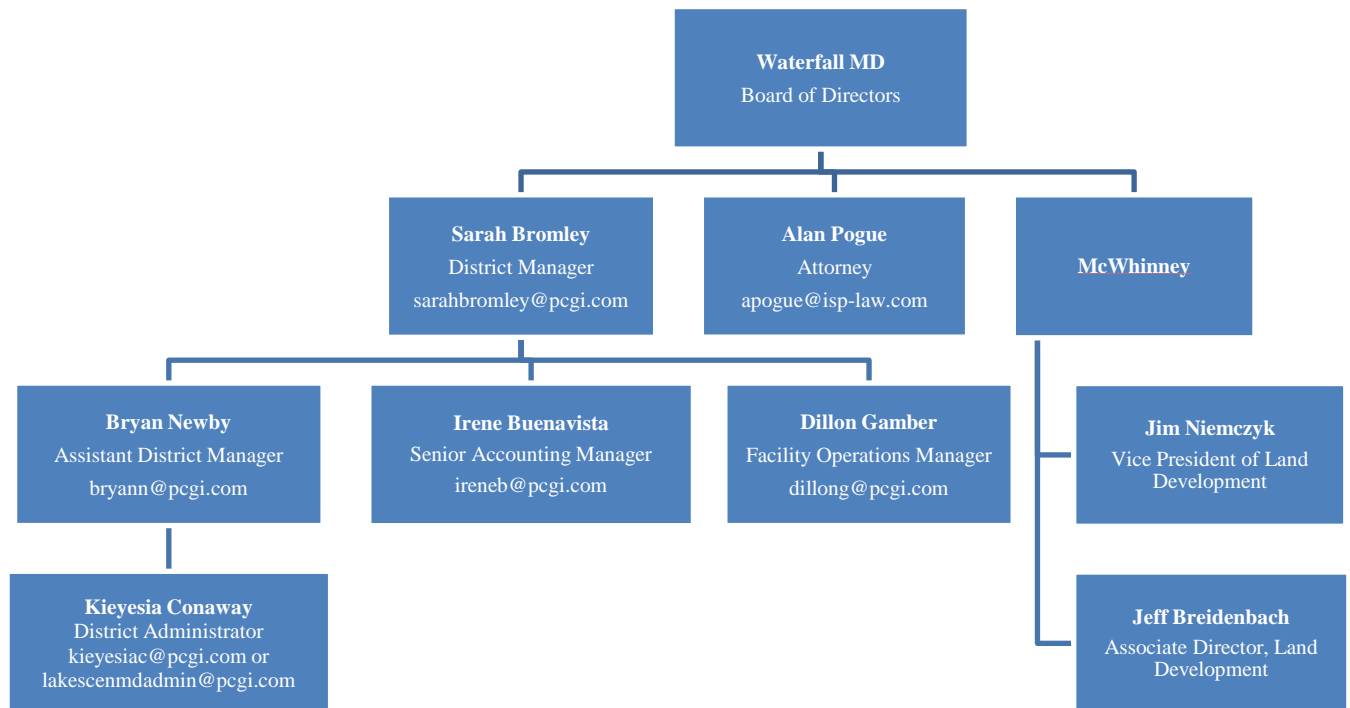 Waterfall MD
Board of Directors
Sarah Bromley
District Manager
sarahbromley@pcgi.com
Alan Pogue
Attorney
apogue@isp-law.com
McWhinney
Bryan Newby
Assistant District Manager
bryann@pcgi.com
Irene Buenavista
Senior Accounting Manager
ireneb@pcgi.com
Dillon Gamber
Facility Operations Manager
dillong@pcgi.com
Jim Niemczyk
Vice President of Land
Development
Kieyesia Conaway
District Administrator
kieyesiac@pcgi.com or
lakescenmdadmin@pcgi.com
Jeff Breidenbach
Associate Director, Land
Development